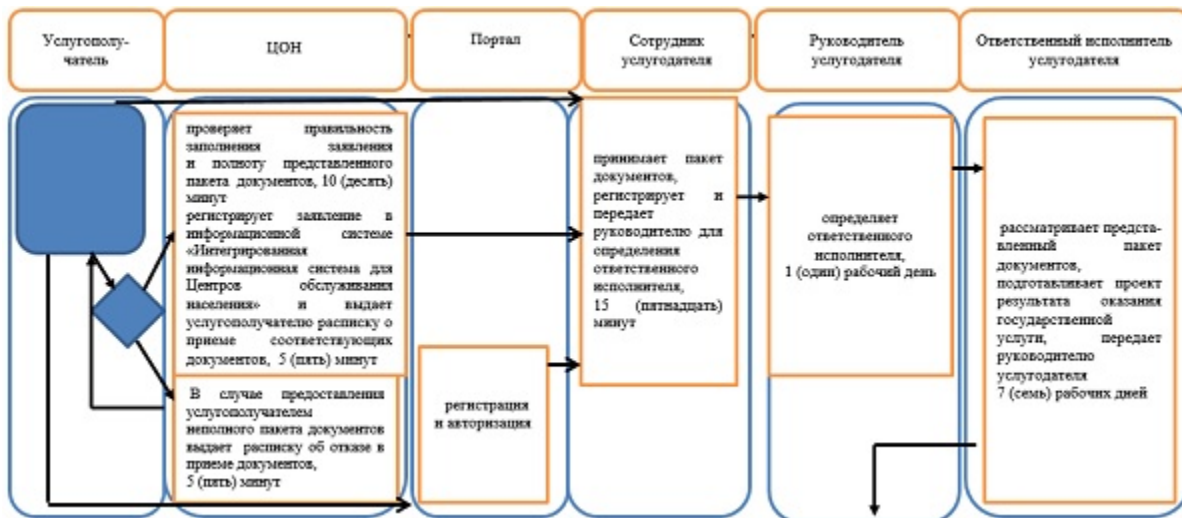 Услугополу-
чатель
ЦОН
Портал
Сотрудник
услугодателя
Руководитель
услугодателя
Ответственный исполнитель
услугодателя
проверяет правильность
заполнения заявления
и полноту представленного
пакета документов, 10 (десять)
минут
регистрирует заявление в
информационной системе
«Интегрированная
информационная система для
Центров обслуживания
населения» и выдает
услугополучателю расписку о
приеме соответствующих
документов, 5 (пять) минут
В случае предоставления
услугополучателем
неполного пакета документов
выдает расписку об отказе в
приеме документов,
5 (пять) минут
регистрация
и авторизация
принимает пакет
документов,
регистрирует и
передает
руководителю для
определения
ответственного
исполнителя,
15 (пятнадцать)
минут
определяет
ответственного
исполнителя,
1 (один) рабочий день
рассматривает представ-
ленный пакет
документов,
подготавливает проект
результата оказания
государственной
услуги, передает
руководителю
услугодателя
7 (семь) рабочих дней